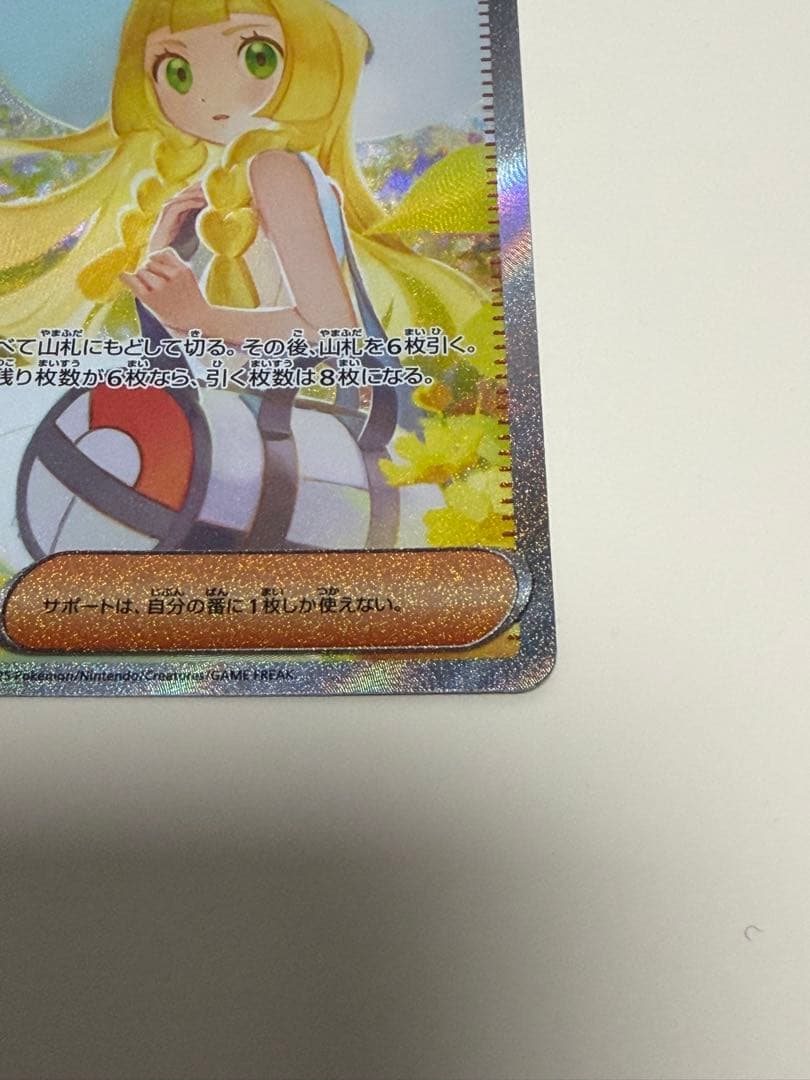 べて山札にもどして切る。その後、山札を6枚引く。
残り枚数が6枚なら、引く枚数は8枚になる。
サポートは、自分の番に1枚しか使えない。
25 Pokémon/Nintendo/Creatures/GAME FREAK.